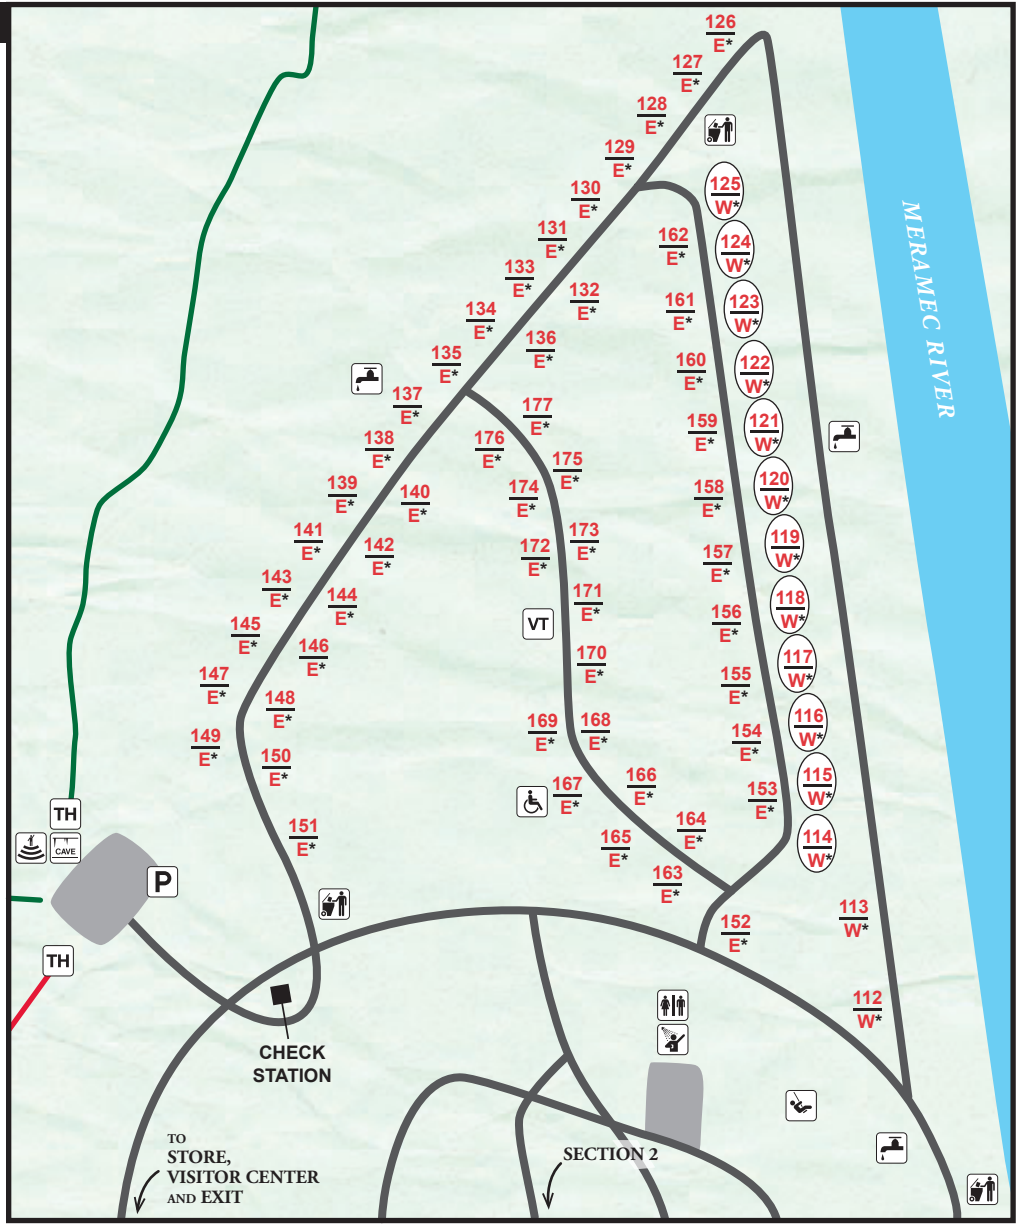 126
E*
127
E*
128
E*
129
E*
130
E*
125
W*
131
E*
162
E*
124
W*
133
E*
132
E*
161
E*
123
W*
134
E*
136
E*
135
E*
160
E*
122
W*
137
E*
177
E*
159
E*
121
W*
138
E*
176
E*
175
E*
139
E*
140
E*
174
E*
158
E*
120
W*
141
E*
142
E*
172
E*
173
E*
157
E*
119
W*
143
E*
144
E*
171
E*
156
E*
118
W*
145
E*
146
E*
VT
170
E*
155
E*
117
W*
147
E*
148
E*
149
E*
169
E*
168
E*
154
E*
116
W*
150
E*
167
E*
166
E*
153
E*
115
W*
151
E*
165
E*
164
E*
114
W*
163
E*
152
E*
113
W*
112
W*
MERAMEC RIVER
TH
CAVE
P
TH
CHECK
STATION
TO
STORE,
VISITOR CENTER
AND EXIT
SECTION 2